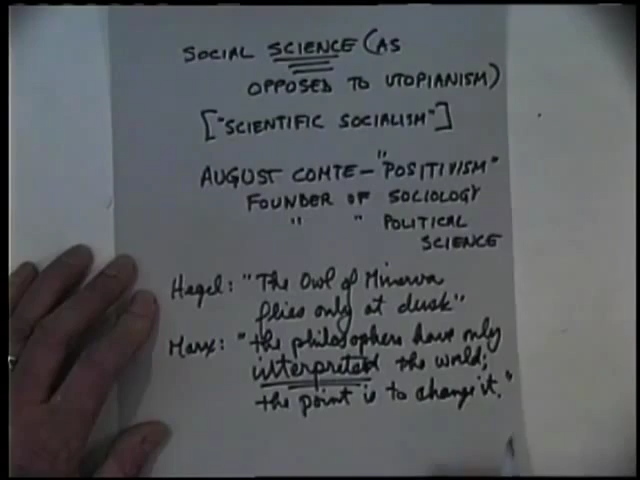 SOCIAL SCIENCE (AS
OPPOSED TO UTOPIANISM)
["SCIENTIFIC SOCIALISM"]
AUGUST COMTE - "POSITIVISM"
FOUNDER OF SOCIOLOGY
" " POLITICAL
SCIENCE
Hegel: "The Owl of Minerva
flies only at dusk"
Marx: "the philosophers have only
interpreted the world;
the point is to change it."